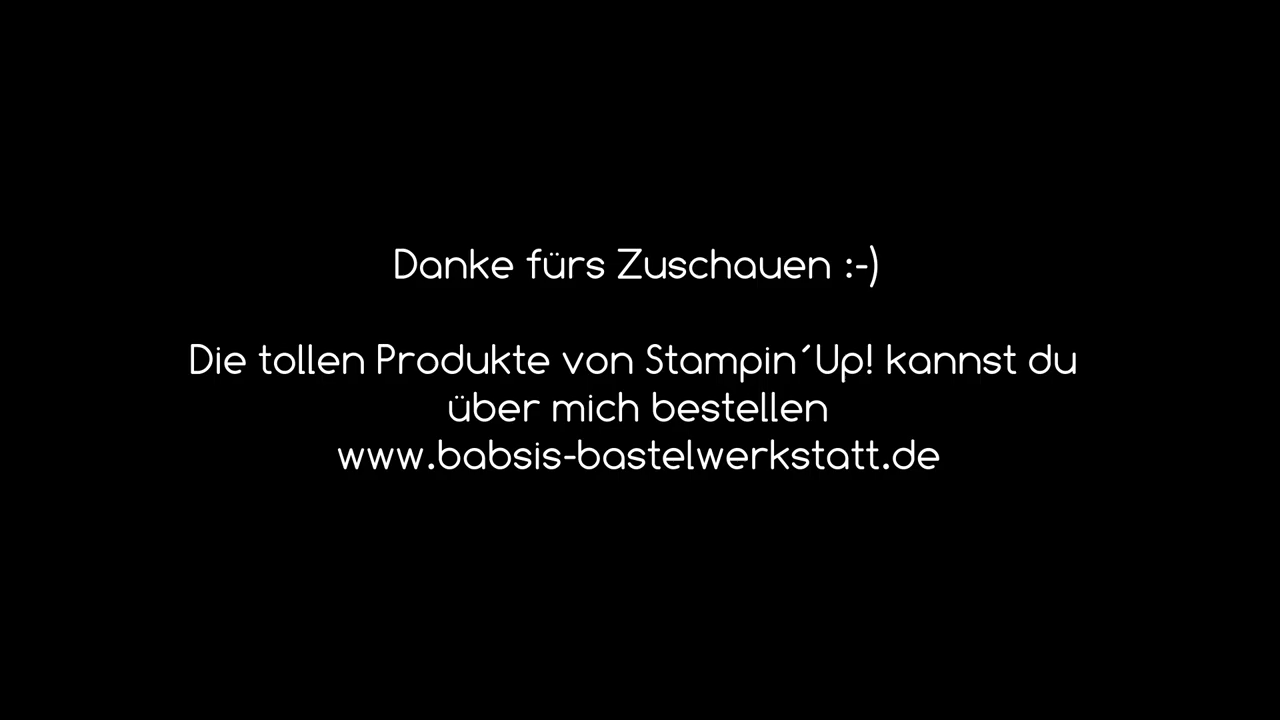 Danke fürs Zuschauen :-)
Die tollen Produkte von Stampin´Up! kannst du
über mich bestellen
www.babsis-bastelwerkstatt.de